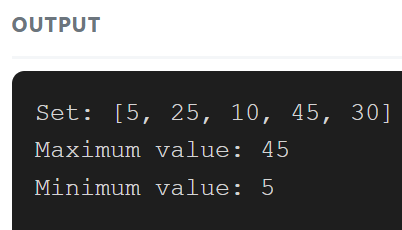 OUTPUT
Set: [5, 25, 10, 45, 30]
Maximum value: 45
Minimum value: 5